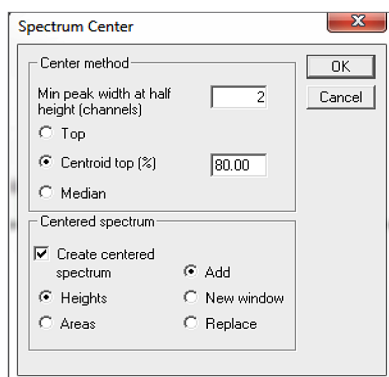 Spectrum Center
Center method
OK
Min peak width at half
height (channels)
2
Cancel
Top
Centroid top (%)
80.00
Median
Centered spectrum
Create centered
spectrum
Add
Heights
New window
Areas
Replace